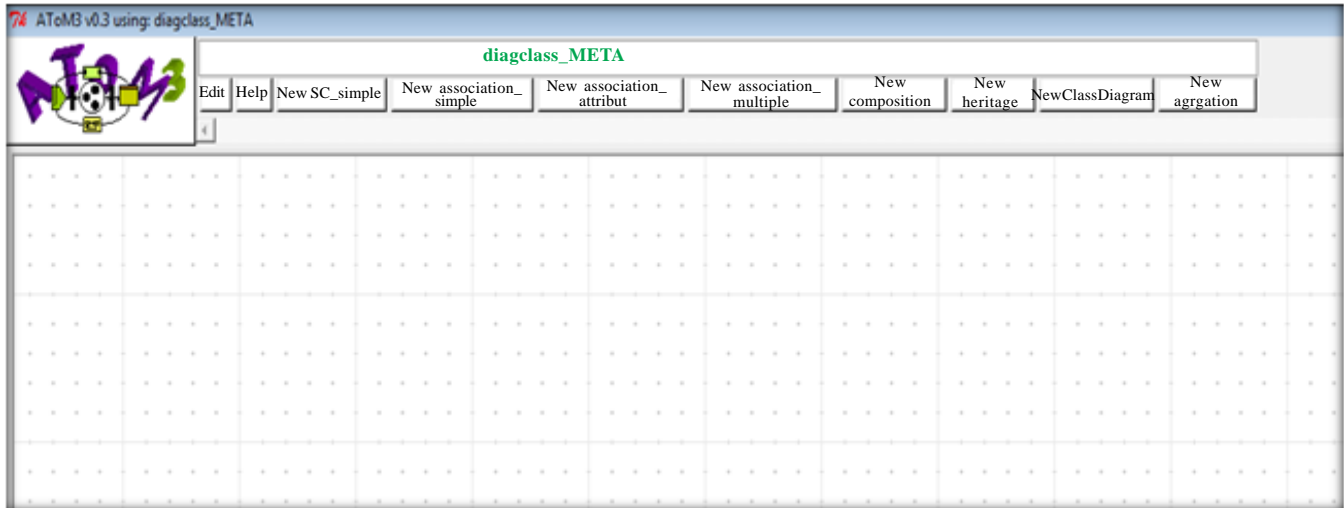 AToM3 v0.3 using: diagclass_META
AToM3
diagclass_META
Edit
Help
New SC_simple
New association_
simple
New association_
attribut
New association_
multiple
New
composition
New
heritage
NewClassDiagram
New
agrgation